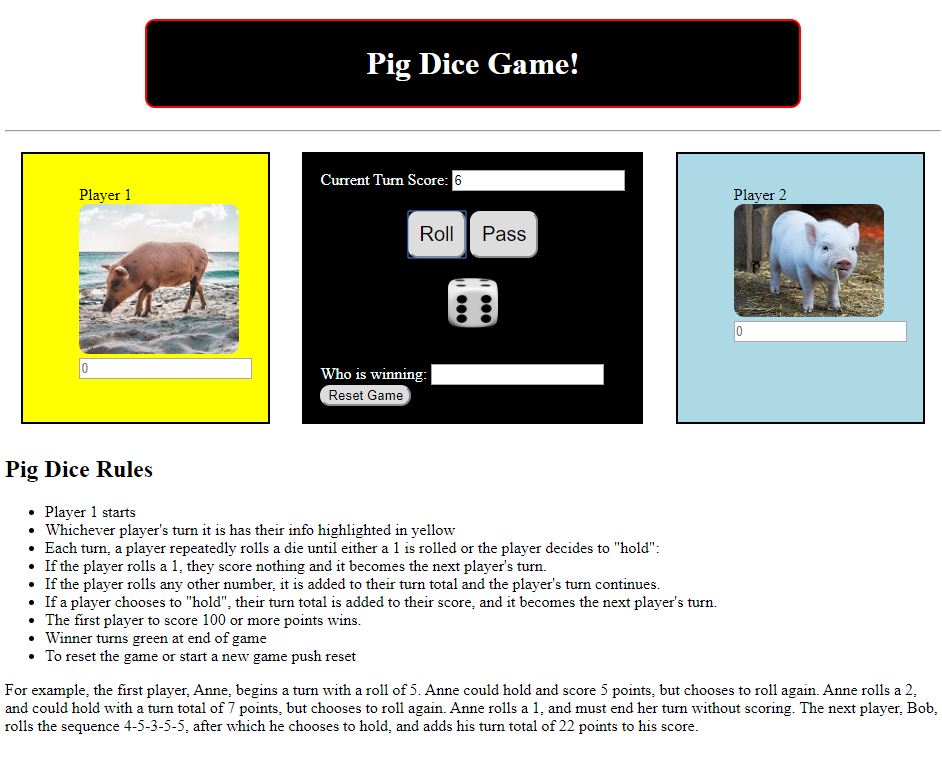 Pig Dice Game!
Player 1
0
Current Turn Score: 6
Roll
Pass
Who is winning:
Reset Game
Player 2
0
Pig Dice Rules
Player 1 starts
Whichever player's turn it is has their info highlighted in yellow
Each turn, a player repeatedly rolls a die until either a 1 is rolled or the player decides to "hold":
If the player rolls a 1, they score nothing and it becomes the next player's turn.
If the player rolls any other number, it is added to their turn total and the player's turn continues.
If a player chooses to "hold", their turn total is added to their score, and it becomes the next player's turn.
The first player to score 100 or more points wins.
Winner turns green at end of game
To reset the game or start a new game push reset
For example, the first player, Anne, begins a turn with a roll of 5. Anne could hold and score 5 points, but chooses to roll again. Anne rolls a 2,
and could hold with a turn total of 7 points, but chooses to roll again. Anne rolls a 1, and must end her turn without scoring. The next player, Bob,
rolls the sequence 4-5-3-5-5, after which he chooses to hold, and adds his turn total of 22 points to his score.